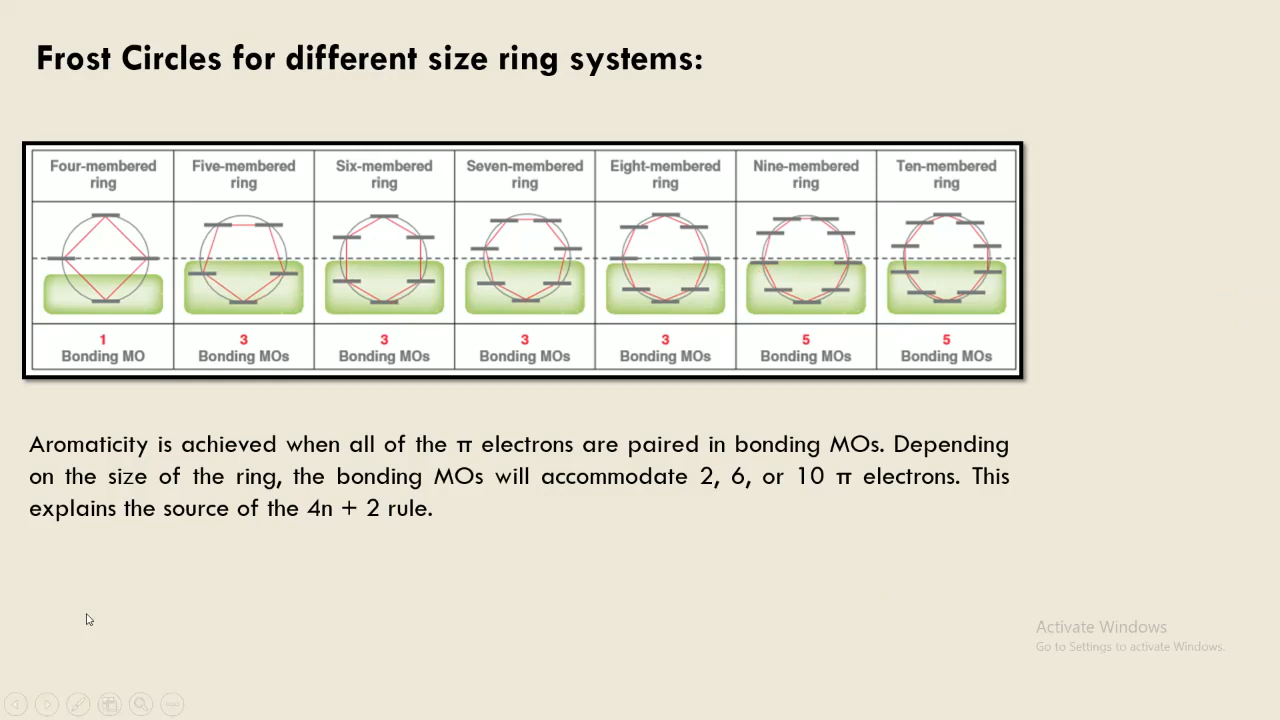 Frost Circles for different size ring systems:
Four-membered ring
Five-membered ring
Six-membered ring
Seven-membered ring
Eight-membered ring
Nine-membered ring
Ten-membered ring
1 Bonding MO
3 Bonding MOs
3 Bonding MOs
3 Bonding MOs
3 Bonding MOs
5 Bonding MOs
5 Bonding MOs
Aromaticity is achieved when all of the π electrons are paired in bonding MOs. Depending
on the size of the ring, the bonding MOs will accommodate 2, 6, or 10 π electrons. This
explains the source of the 4n + 2 rule.
Activate Windows
Go to Settings to activate Windows.